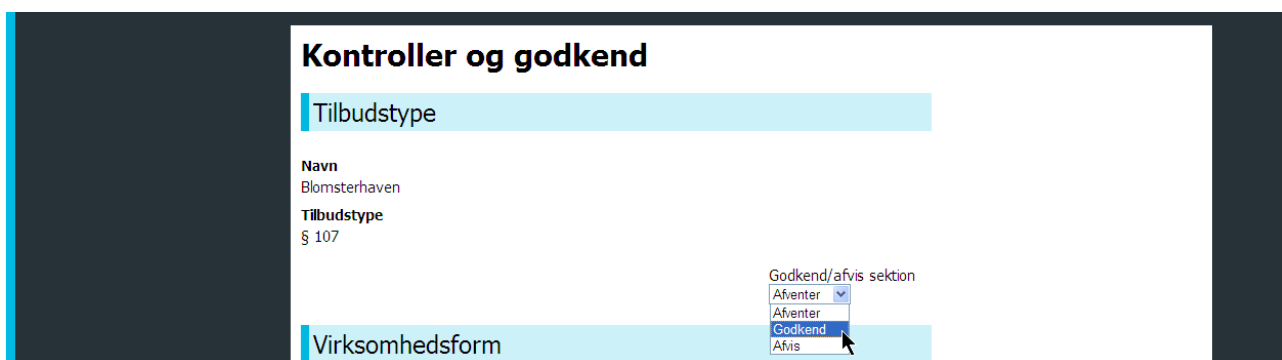 Kontroller og godkend
Tilbudstype
Navn
Blomsterhaven
Tilbudstype
§ 107
Godkend/afvis sektion
Afventer
Afventer
Godkend
Afvis
Virksomhedsform